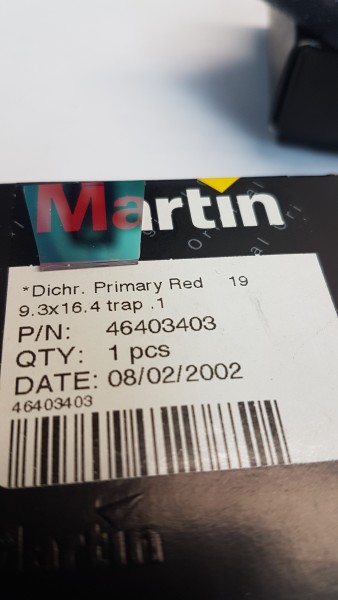 Martin
*Dichr. Primary Red 19
9.3x16.4 trap .1
P/N: 46403403
QTY: 1 pcs
DATE: 08/02/2002
46403403
Martin